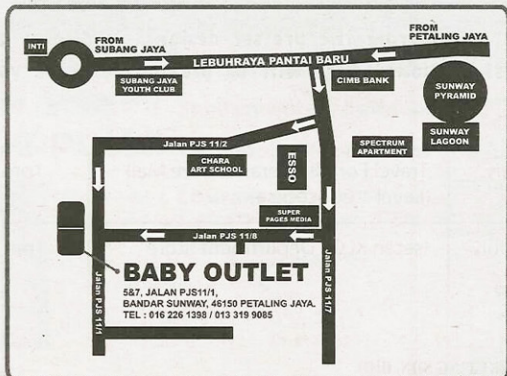 FROM
SUBANG JAYA
FROM
PETALING JAYA
INTI
LEBUHRAYA PANTAI BARU
SUBANG JAYA
YOUTH CLUB
CIMB BANK
SUNWAY
PYRAMID
SUNWAY
LAGOON
Jalan PJS 11/2
CHARA
ART SCHOOL
ESSO
SPECTRUM
APARTMENT
SUPER
PAGES MEDIA
Jalan PJS 11/8
Jalan PJS 11/7
Jalan PJS 11/1
BABY OUTLET
5&7, JALAN PJS11/1,
BANDAR SUNWAY, 46150 PETALING JAYA.
TEL : 016 226 1398 / 013 319 9085